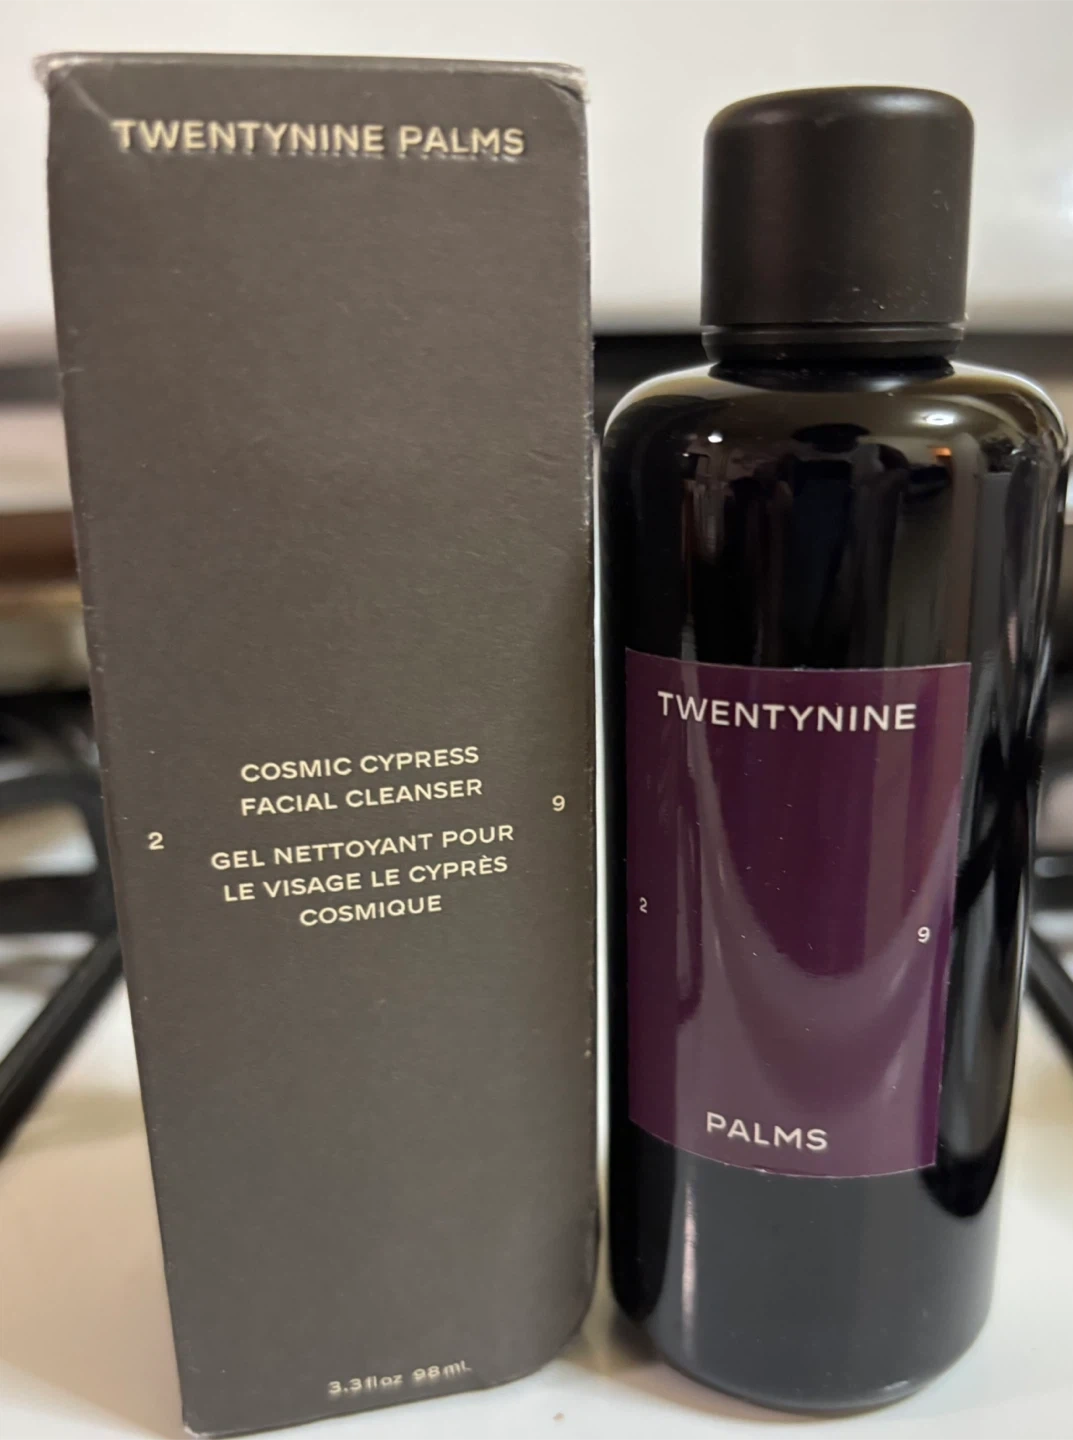 TWENTYNINE PALMS
COSMIC CYPRESS
FACIAL CLEANSER
2
9
GEL NETTOYANT POUR
LE VISAGE LE CYPRÈS
COSMIQUE
3.3 fl oz 98 mL
TWENTYNINE
2
9
PALMS